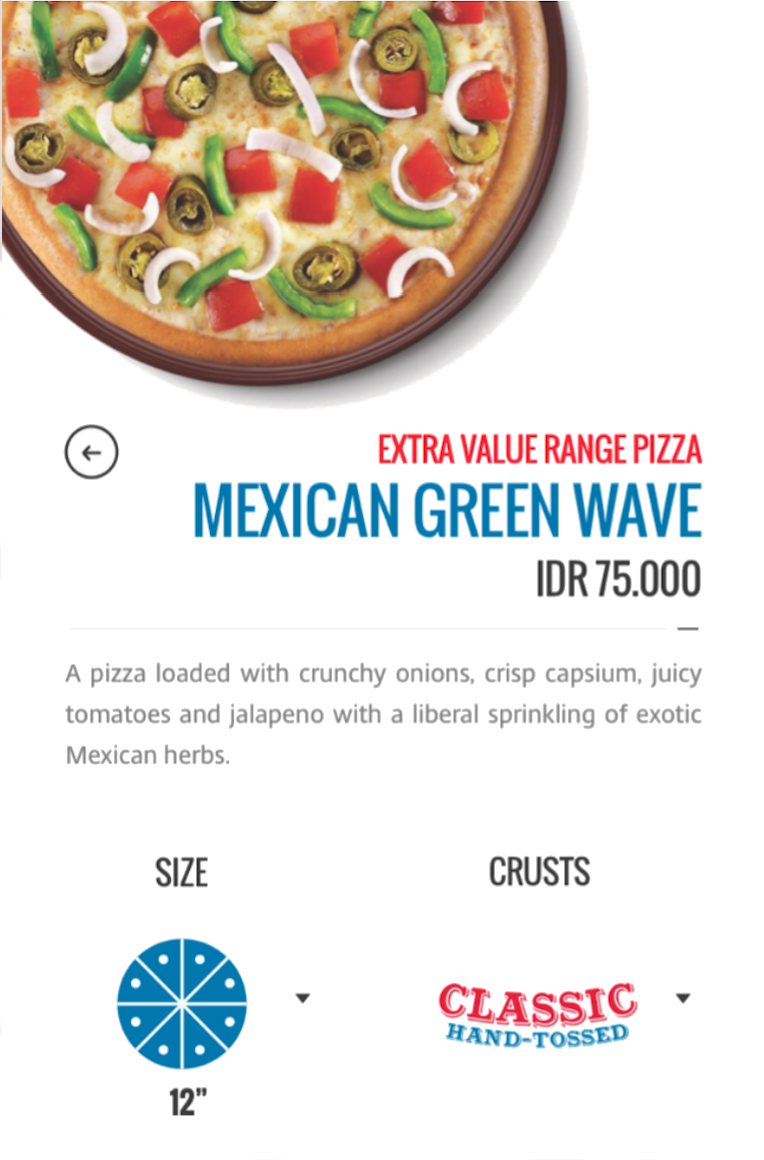 EXTRA VALUE RANGE PIZZA
MEXICAN GREEN WAVE
IDR 75.000
A pizza loaded with crunchy onions, crisp capsium, juicy
tomatoes and jalapeno with a liberal sprinkling of exotic
Mexican herbs.
SIZE
CRUSTS
CLASSIC
HAND-TOSSED
12”